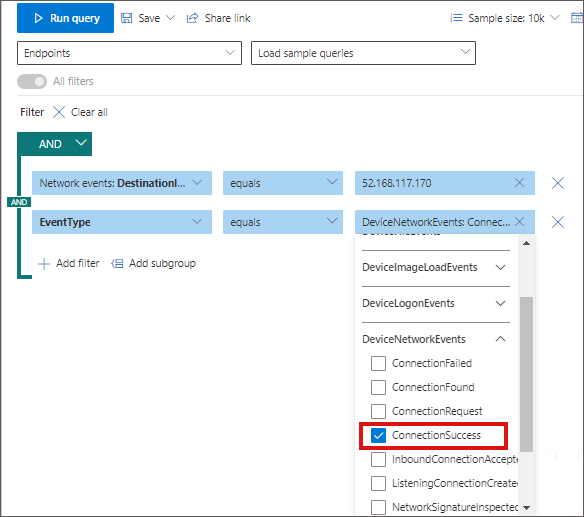 Run query Save Share link Sample size: 10k
Endpoints Load sample queries
All filters
Filter Clear all
AND
Network events: DestinationI... equals 52.168.117.170
AND
EventType equals DeviceNetworkEvents: Connec...
DeviceImageLoadEvents
Add filter Add subgroup
DeviceLogonEvents
DeviceNetworkEvents
ConnectionFailed
ConnectionFound
ConnectionRequest
ConnectionSuccess
InboundConnectionAccepte
ListeningConnectionCreated
NetworkSignatureInspected